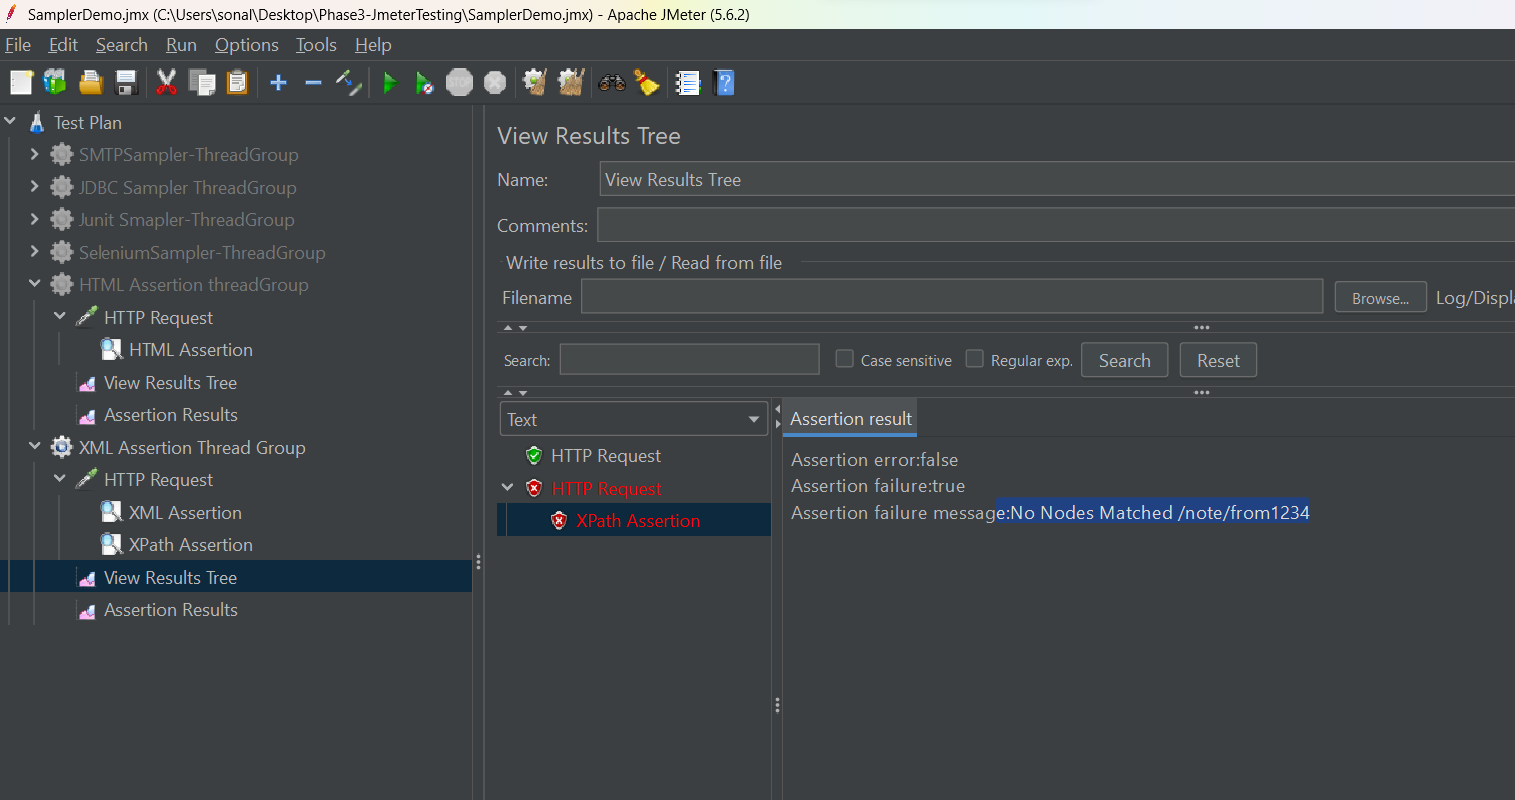 SamplerDemo.jmx (C:\Users\sonal\Desktop\Phase3-JmeterTesting\SamplerDemo.jmx) - Apache JMeter (5.6.2)
File Edit Search Run Options Tools Help
STOP
Test Plan
SMTPSampler-ThreadGroup
JDBC Sampler ThreadGroup
Junit Smapler-ThreadGroup
SeleniumSampler-ThreadGroup
HTML Assertion threadGroup
HTTP Request
HTML Assertion
View Results Tree
Assertion Results
XML Assertion Thread Group
HTTP Request
XML Assertion
XPath Assertion
View Results Tree
Assertion Results
View Results Tree
Name: View Results Tree
Comments:
Write results to file / Read from file
Filename Browse... Log/Displa
Search: Case sensitive Regular exp. Search Reset
Text
HTTP Request
HTTP Request
XPath Assertion
Assertion result
Assertion error:false
Assertion failure:true
Assertion failure message:No Nodes Matched /note/from1234